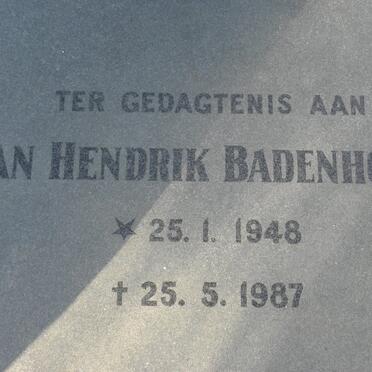 TER GEDAGTENIS AAN
AN HENDRIK BADENHO
* 25. 1. 1948
† 25. 5. 1987